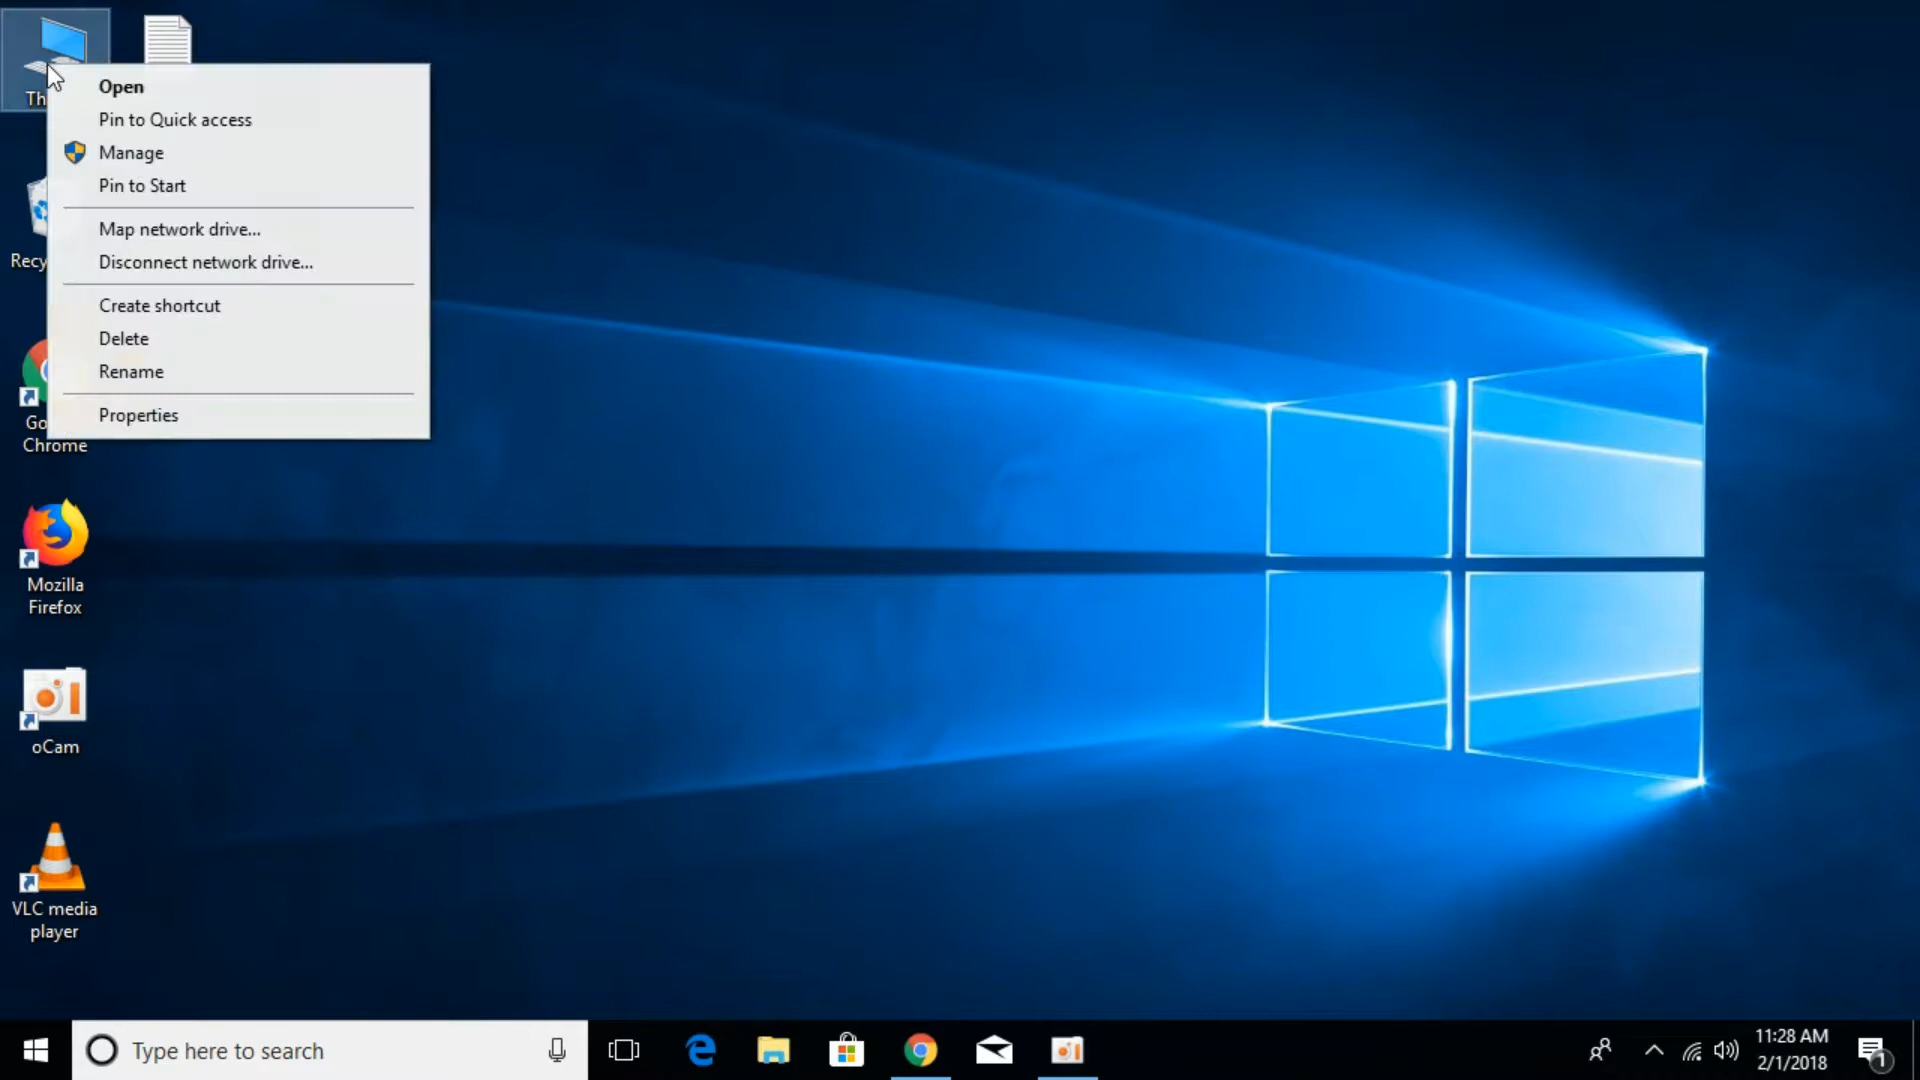 Open
Pin to Quick access
Manage
Pin to Start
Map network drive...
Disconnect network drive...
Create shortcut
Delete
Rename
Properties
Th
Recy
Go
Chrome
Mozilla
Firefox
oCam
VLC media
player
Type here to search
11:28 AM
2/1/2018
1